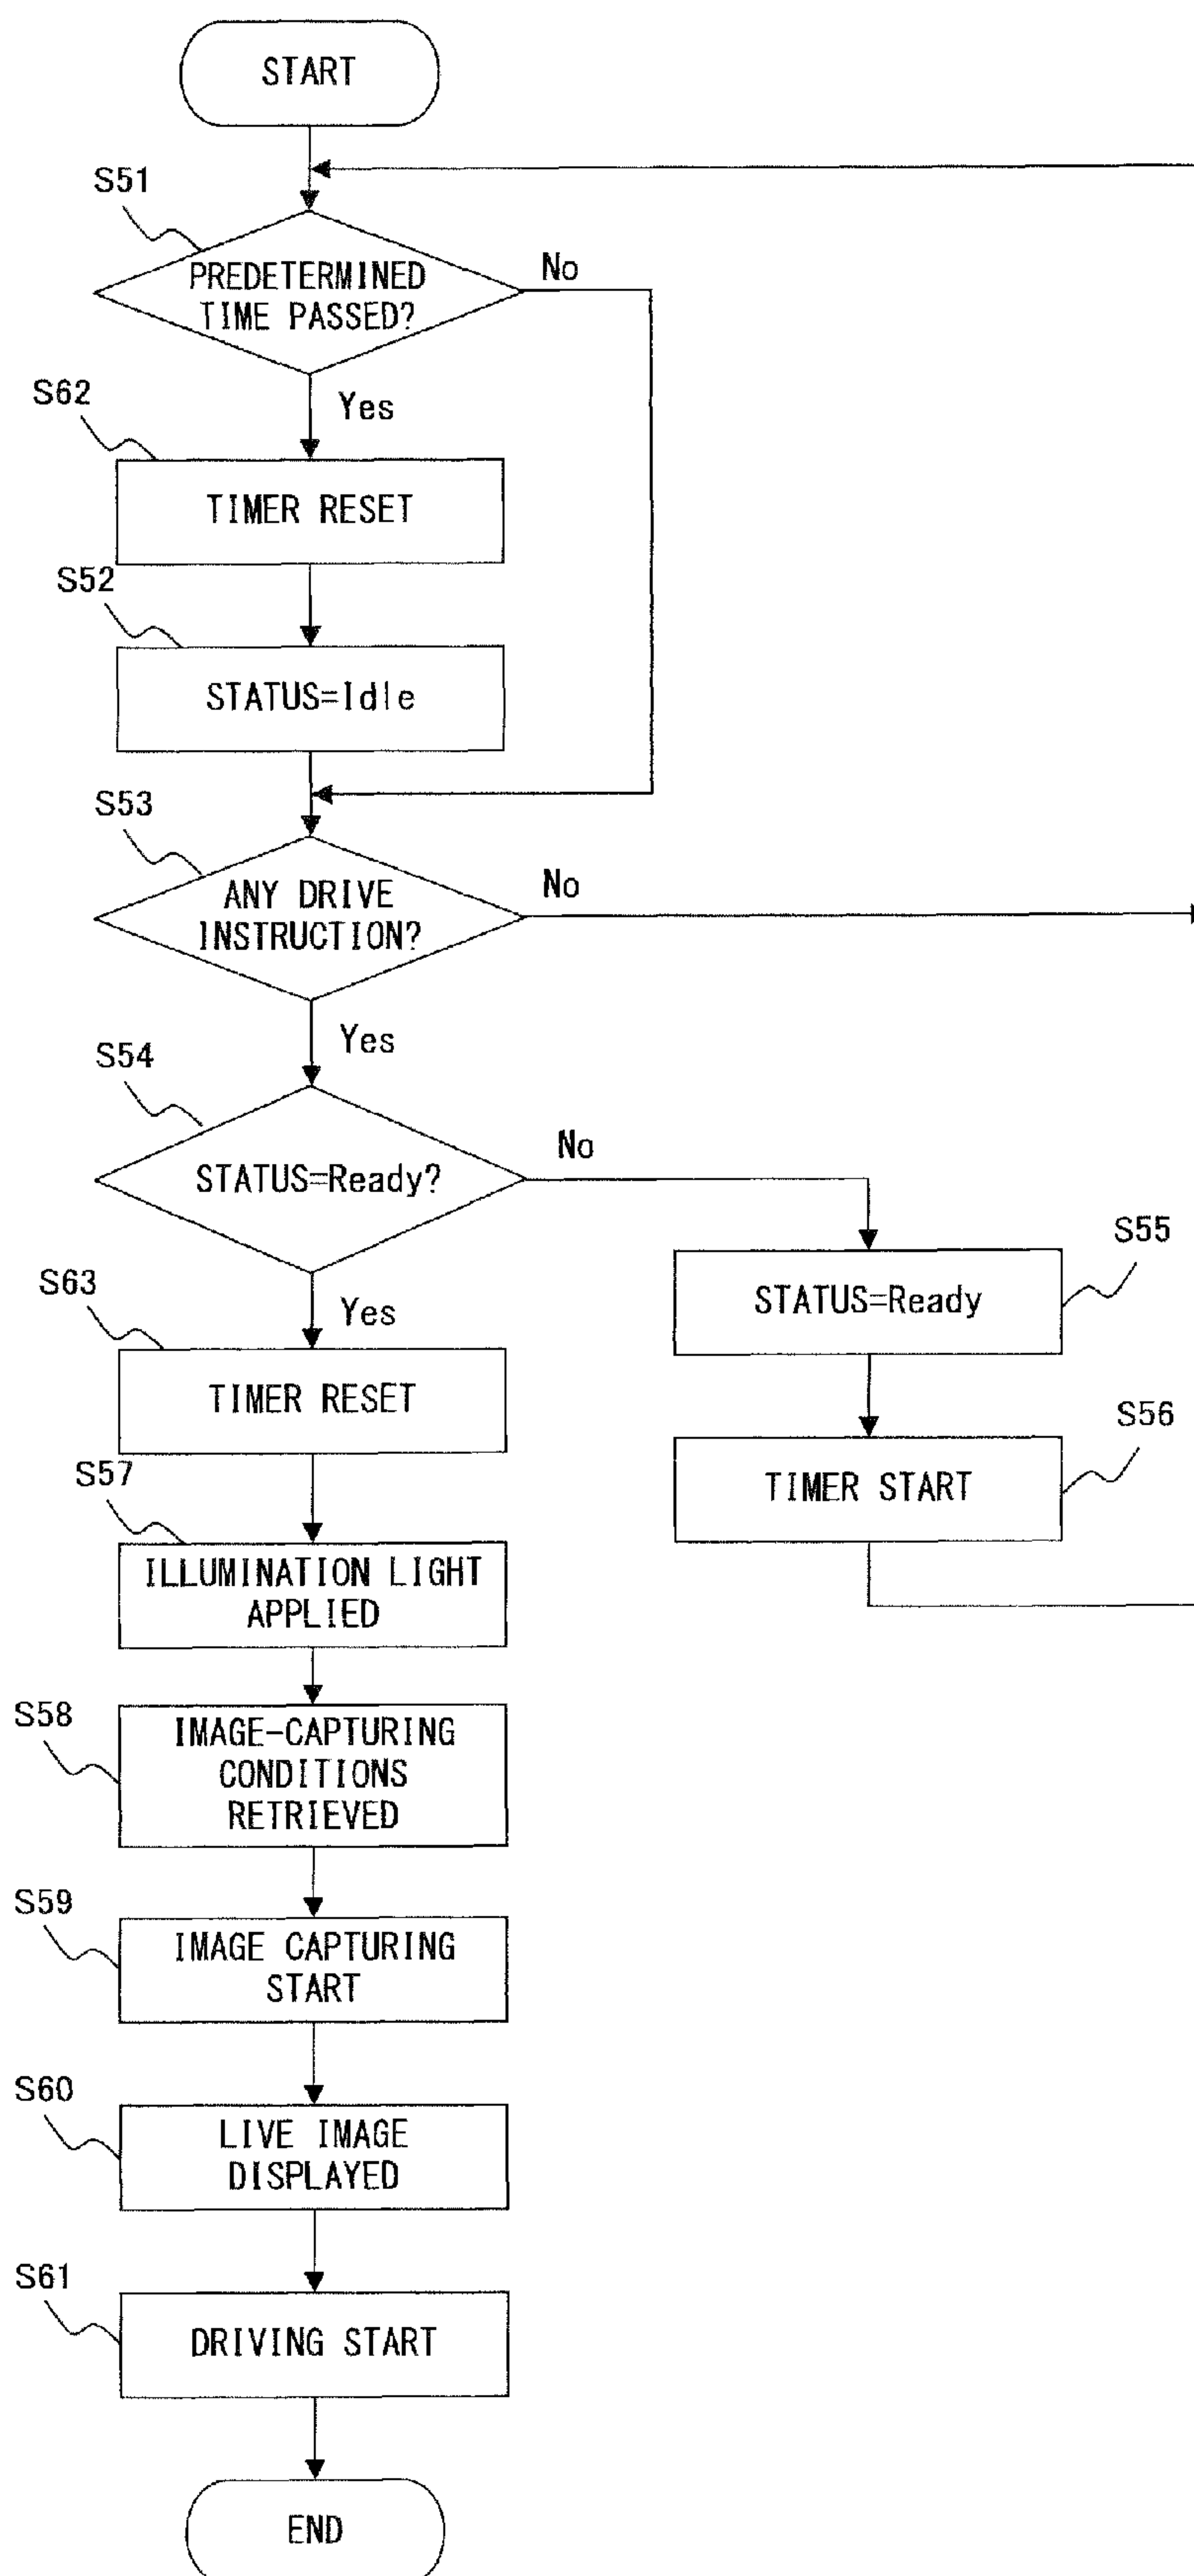 START
S51
PREDETERMINED
TIME PASSED?
No
Yes
S62
TIMER RESET
S52
STATUS=Idle
S53
ANY DRIVE
INSTRUCTION?
No
Yes
S54
STATUS=Ready?
No
Yes
S55
STATUS=Ready
S56
TIMER START
S63
TIMER RESET
S57
ILLUMINATION LIGHT
APPLIED
S58
IMAGE-CAPTURING
CONDITIONS
RETRIEVED
S59
IMAGE CAPTURING
START
S60
LIVE IMAGE
DISPLAYED
S61
DRIVING START
END